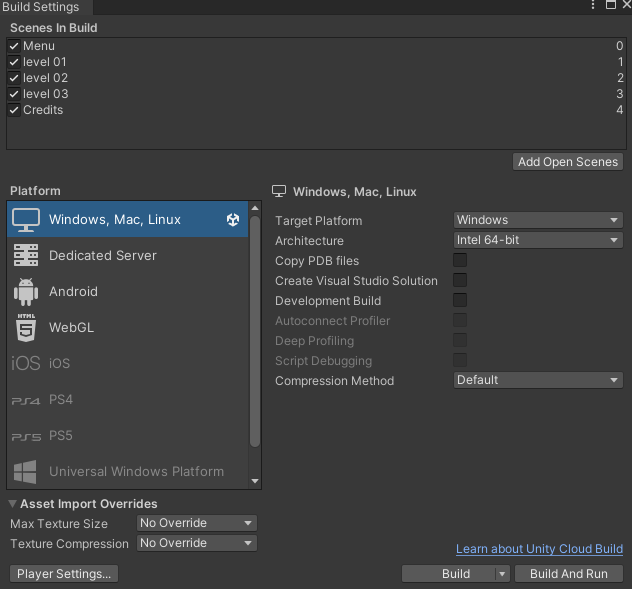 Build Settings
Scenes In Build
Menu 0
level 01 1
level 02 2
level 03 3
Credits 4
Add Open Scenes
Platform
Windows, Mac, Linux
Dedicated Server
Android
HTML 5 WebGL
iOS iOS
PS4 PS4
PS5 PS5
Universal Windows Platform
Windows, Mac, Linux
Target Platform Windows
Architecture Intel 64-bit
Copy PDB files
Create Visual Studio Solution
Development Build
Autoconnect Profiler
Deep Profiling
Script Debugging
Compression Method Default
Asset Import Overrides
Max Texture Size No Override
Texture Compression No Override
Learn about Unity Cloud Build
Player Settings...
Build
Build And Run